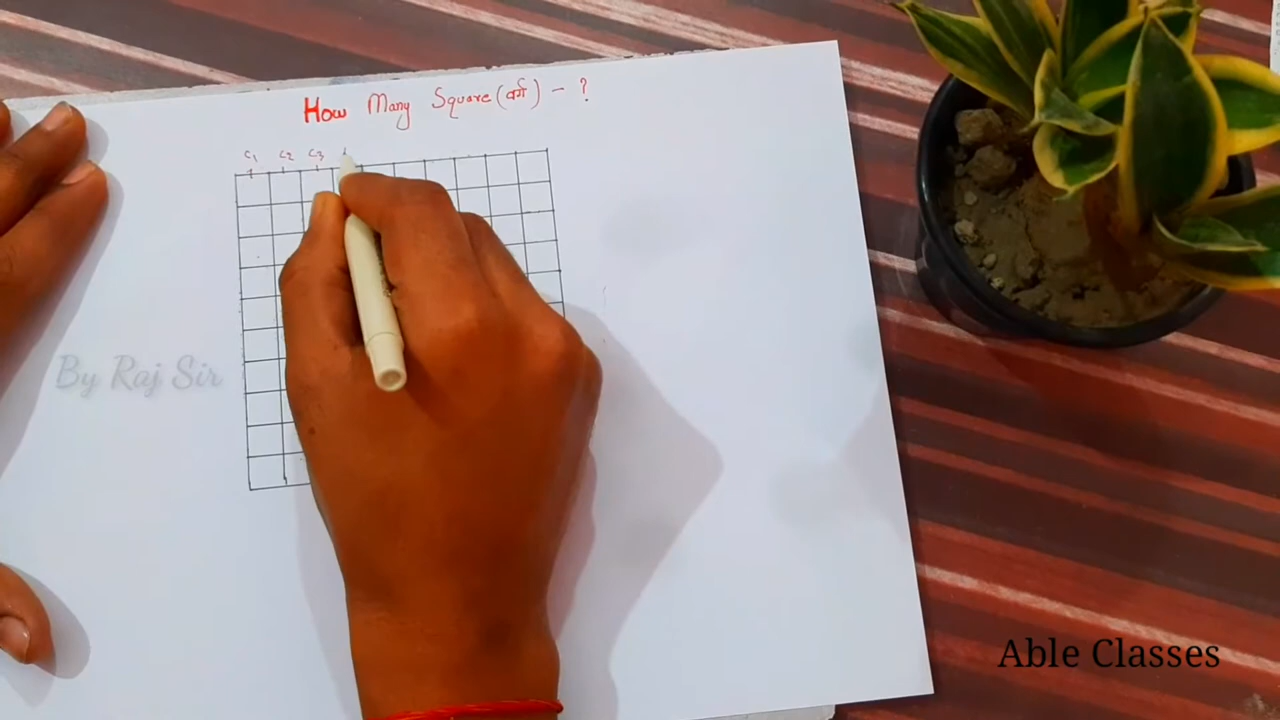 How Many Square (वर्ग) - ?
C1 C2 C3
By Raj Sir
Able Classes